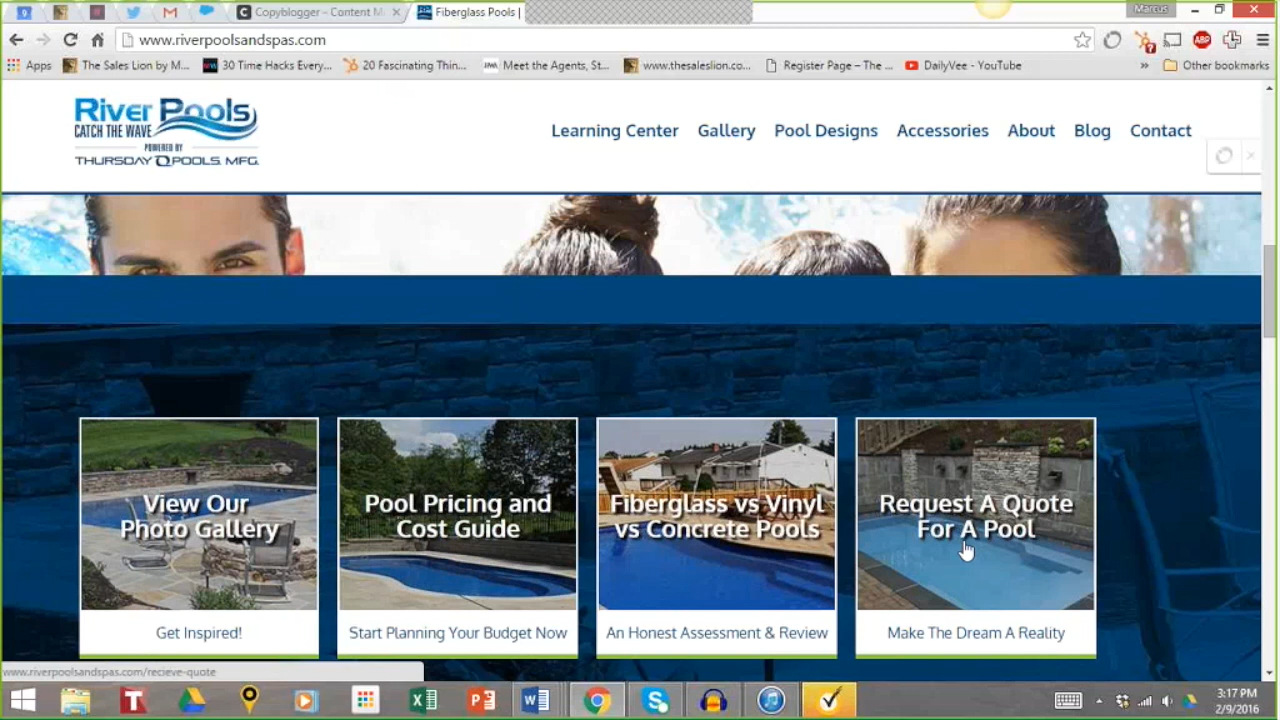 Copyblogger – Content M
Fiberglass Pools |
Marcus
www.riverpoolsandspas.com
Apps
The Sales Lion by M...
30 Time Hacks Every...
20 Fascinating Thin...
Meet the Agents, St...
www.thesaleslion.co...
Register Page – The ...
DailyVee - YouTube
Other bookmarks
River Pools
CATCH THE WAVE
POWERED BY
THURSDAY POOLS. MFG.
Learning Center
Gallery
Pool Designs
Accessories
About
Blog
Contact
View Our
Photo Gallery
Get Inspired!
Pool Pricing and
Cost Guide
Start Planning Your Budget Now
Fiberglass vs Vinyl
vs Concrete Pools
An Honest Assessment & Review
Request A Quote
For A Pool
Make The Dream A Reality
www.riverpoolsandspas.com/recieve-quote
3:17 PM
2/9/2016